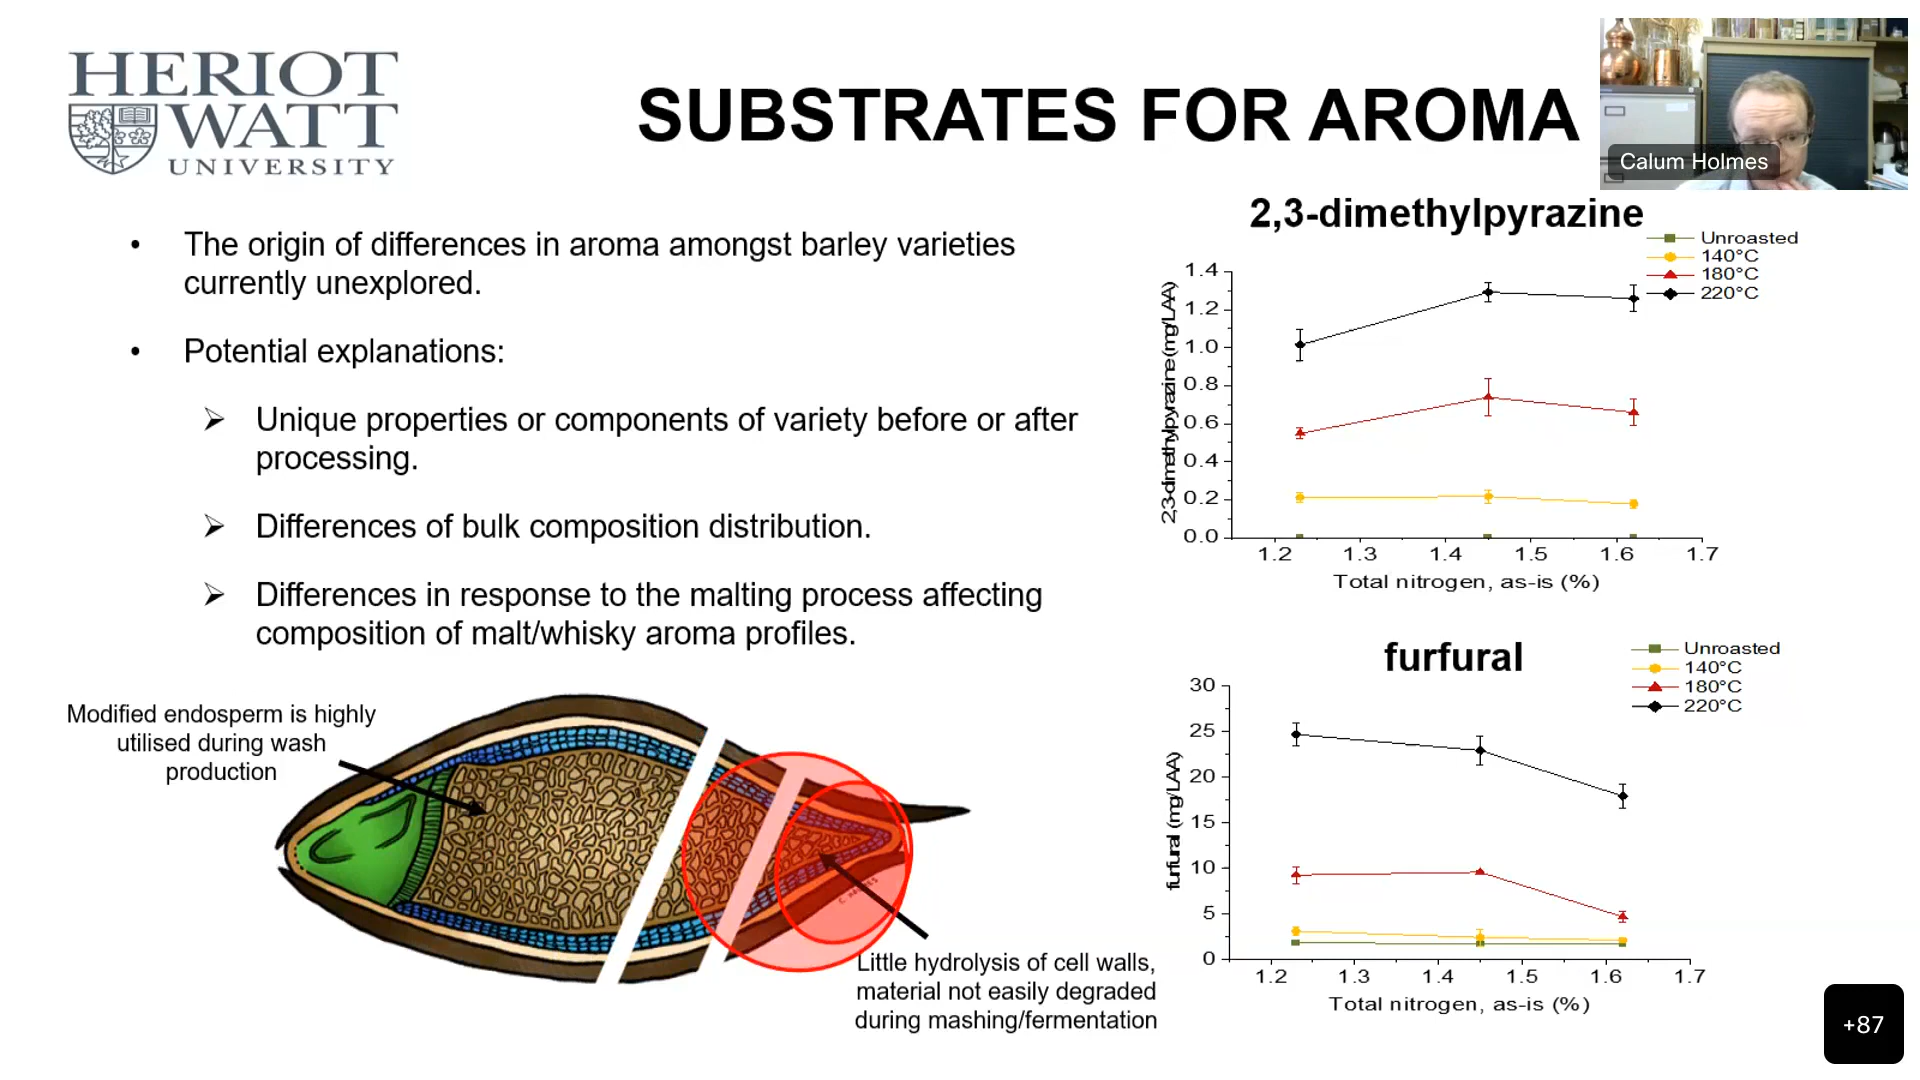 HERIOT
WATT
UNIVERSITY
SUBSTRATES FOR AROMA
Calum Holmes
• The origin of differences in aroma amongst barley varieties
currently unexplored.
• Potential explanations:
➢ Unique properties or components of variety before or after
processing.
➢ Differences of bulk composition distribution.
➢ Differences in response to the malting process affecting
composition of malt/whisky aroma profiles.
Modified endosperm is highly
utilised during wash
production
Little hydrolysis of cell walls,
material not easily degraded
during mashing/fermentation
2,3-dimethylpyrazine
Unroasted
140°C
180°C
220°C
2,3-dimethylpyrazine (mg/LAA)
1.4
1.2
1.0
0.8
0.6
0.4
0.2
0.0
1.2 1.3 1.4 1.5 1.6 1.7
Total nitrogen, as-is (%)
furfural
Unroasted
140°C
180°C
220°C
furfural (mg/LAA)
30
25
20
15
10
5
0
1.2 1.3 1.4 1.5 1.6 1.7
Total nitrogen, as-is (%)
+87